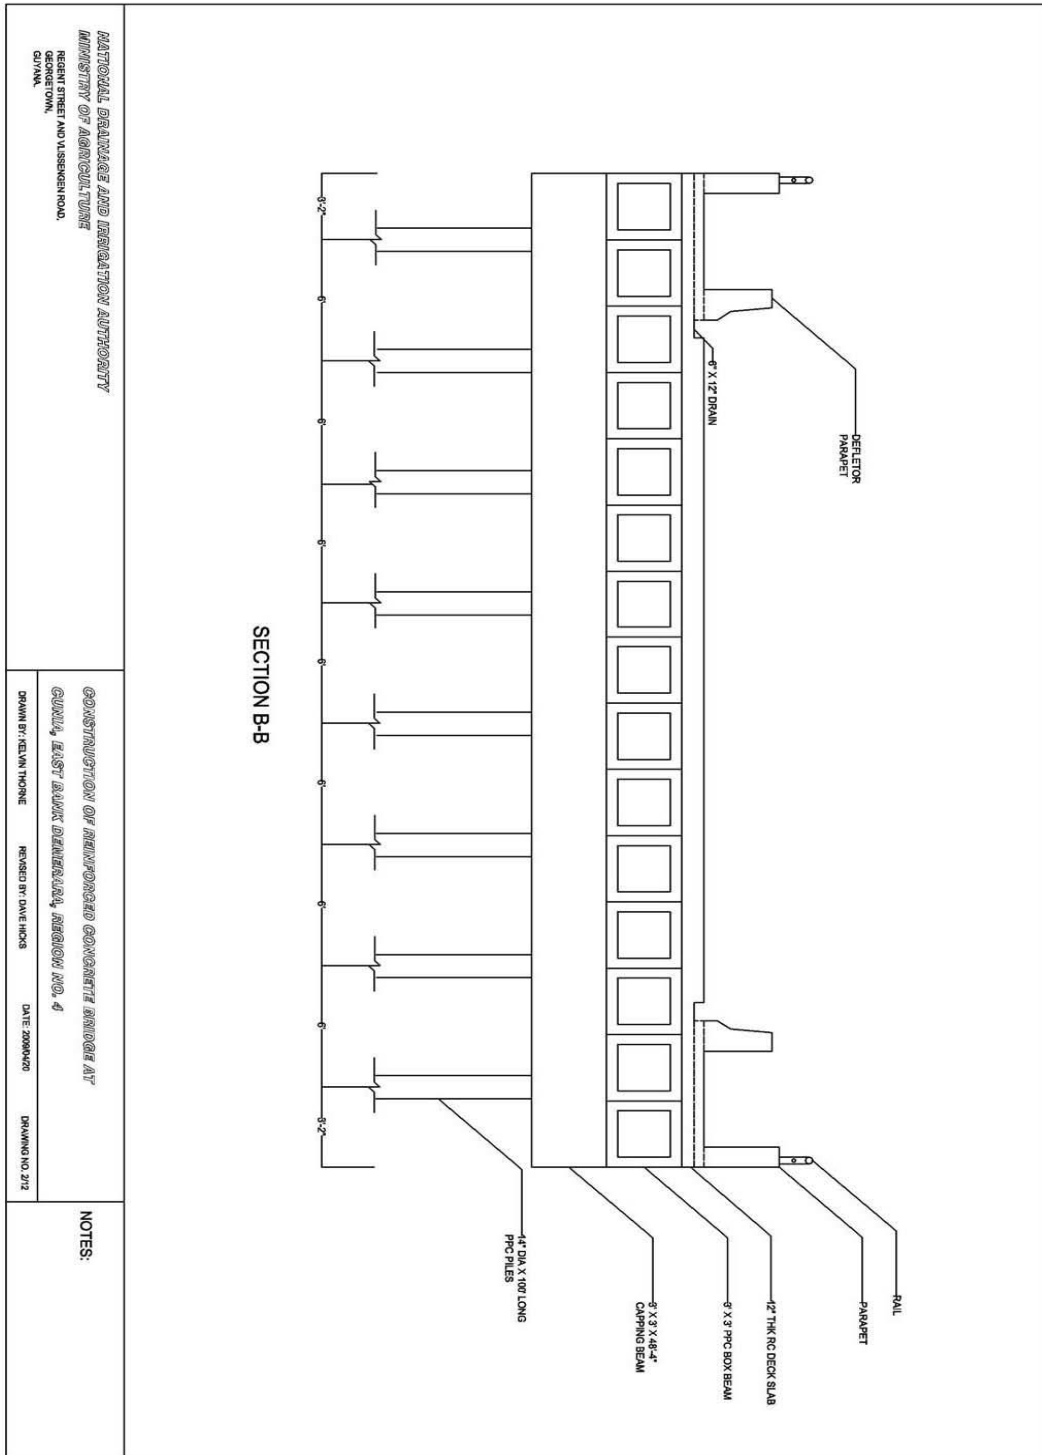 DEFLETOR
PARAPET
6" X 12" DRAIN
RAIL
PARAPET
12" THK RC DECK SLAB
3' X 3' PPC BOX BEAM
3' X 3' X 48'-4"
CAPPING BEAM
14" DIA X 100' LONG
PPC PILES
3'-2"
6'
6'
6'
6'
6'
6'
6'
3'-2"
SECTION B-B
NATIONAL DRAINAGE AND IRRIGATION AUTHORITY
MINISTRY OF AGRICULTURE
REGENT STREET AND VLISSENGEN ROAD,
GEORGETOWN,
GUYANA.
CONSTRUCTION OF REINFORCED CONCRETE BRIDGE AT
CUNIA, EAST BANK DEMERARA, REGION NO. 4
DRAWN BY: KELVIN THORNE
REVISED BY: DAVE HICKS
DATE: 2009/04/20
DRAWING NO. 2/12
NOTES: